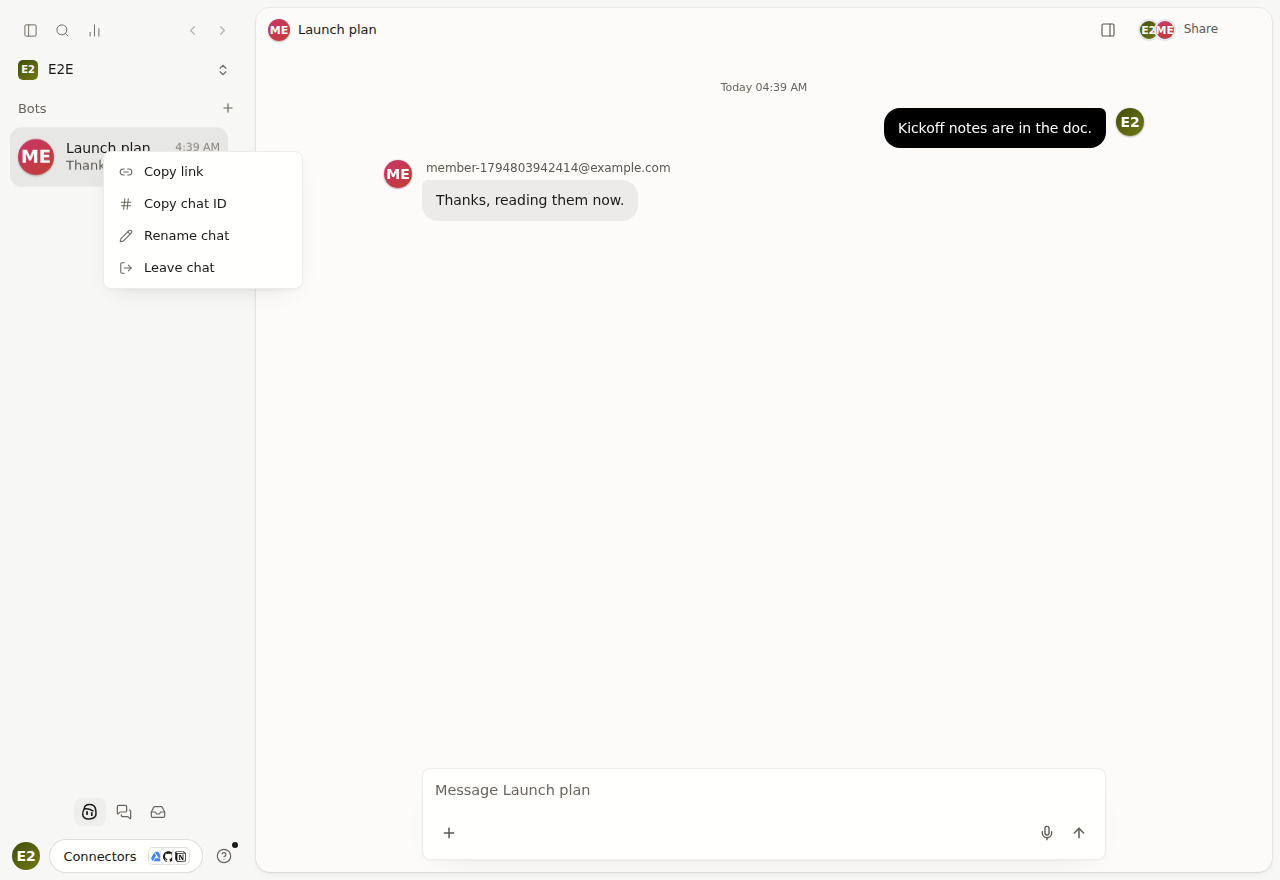 ME Launch plan
E2 ME Share
E2 E2E
Bots
Today 04:39 AM
Kickoff notes are in the doc. E2
ME Launch plan 4:39 AM
Thank
Copy link
Copy chat ID
Rename chat
Leave chat
ME member-1794803942414@example.com
Thanks, reading them now.
Message Launch plan
E2 Connectors